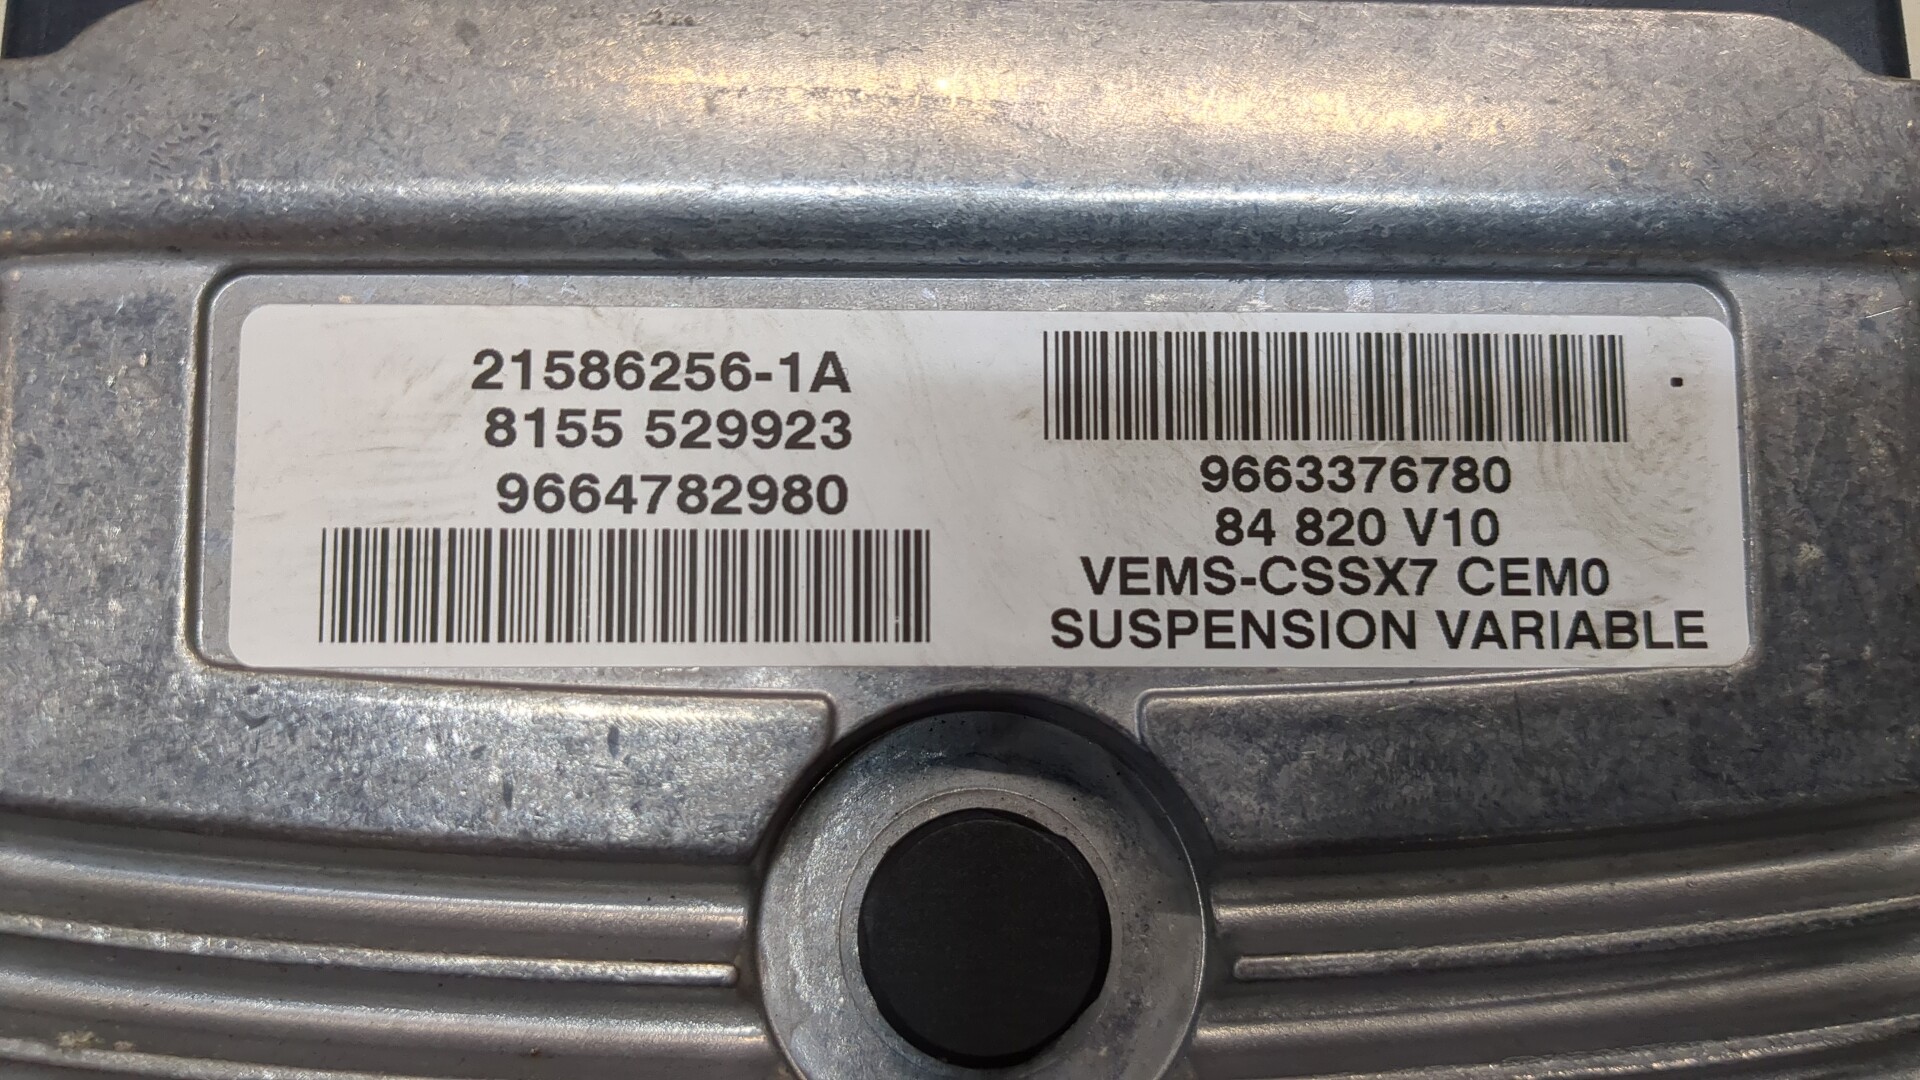 21586256-1A
8155 529923
9664782980
9663376780
84 820 V10
VEMS-CSSX7 CEM0
SUSPENSION VARIABLE